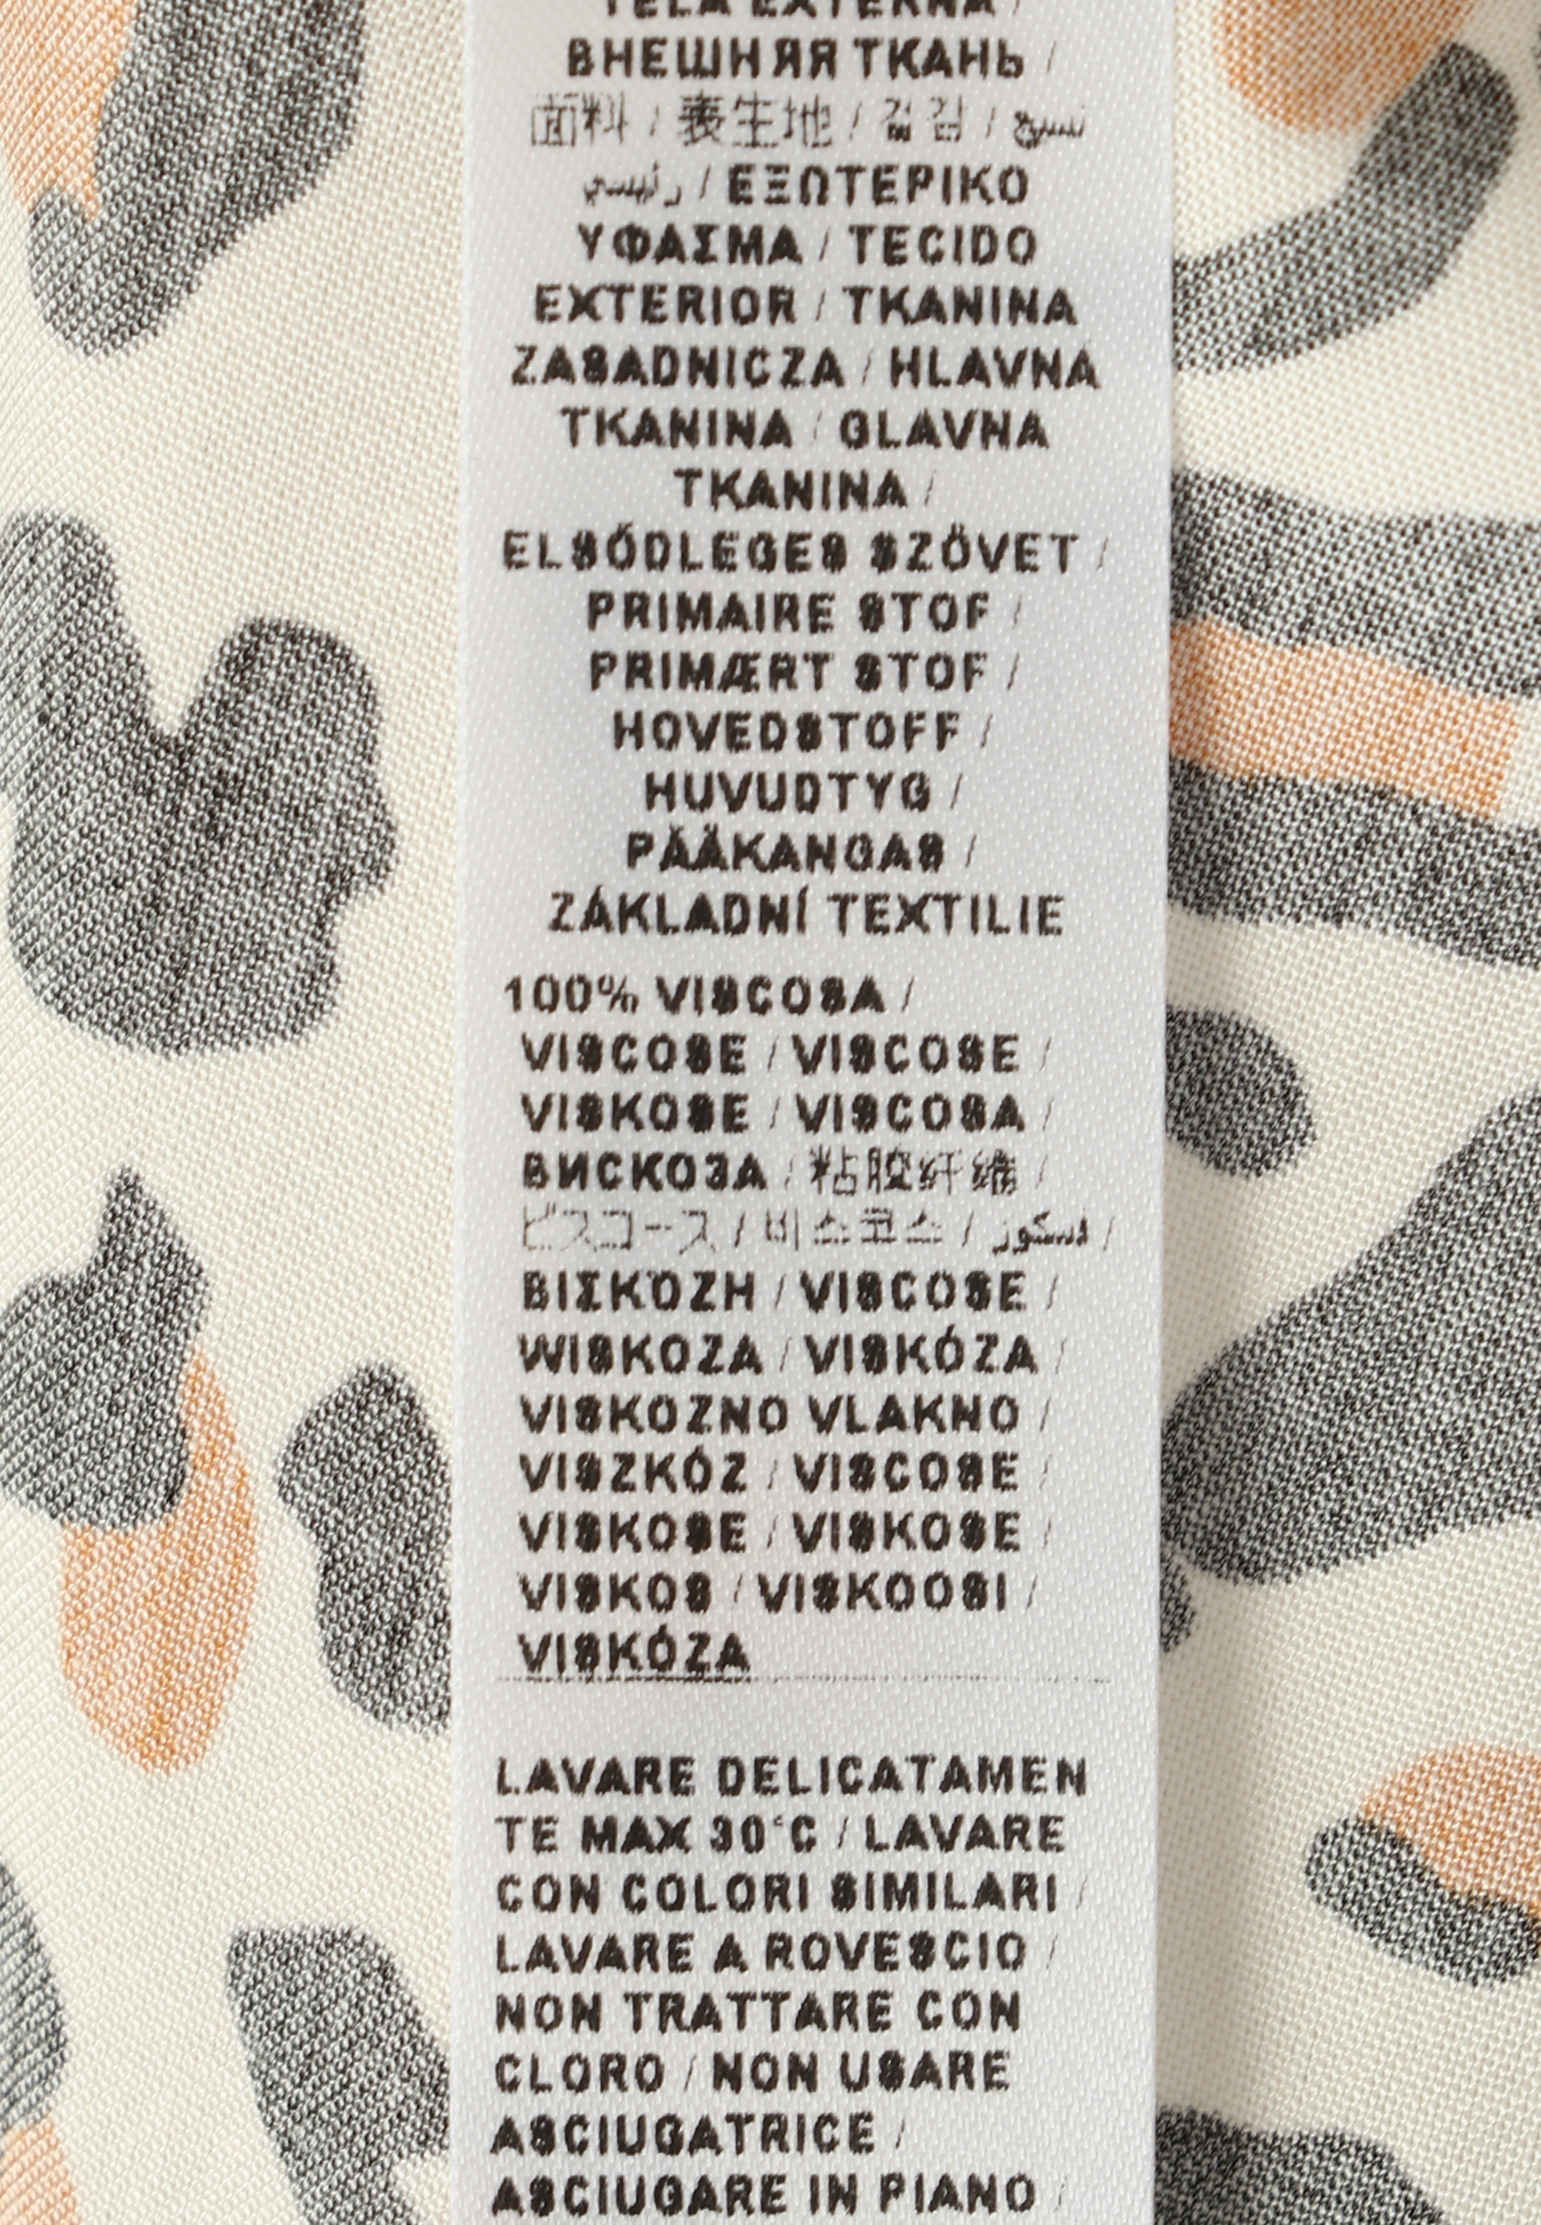 TELA EXTERNA /
ВНЕШНЯЯ ТКАНЬ /
面料 / 表生地 / 겉감 / نسيج
رئيسي / ΕΞΩΤΕΡΙΚΟ
ΥΦΑΣΜΑ / TECIDO
EXTERIOR / TKANINA
ZASADNICZA / HLAVNA
TKANINA / GLAVNA
TKANINA /
ELSŐDLEGES SZÖVET /
PRIMAIRE STOF /
PRIMÆRT STOF /
HOVEDSTOFF /
HUVUDTYG /
PÄÄKANGAS /
ZÁKLADNÍ TEXTILIE
100% VISCOSA /
VISCOSE / VISCOSE /
VISKOSE / VISCOSA /
ВИСКОЗА / 粘胶纤维 /
ビスコース / 비스코스 / فسكوز /
ΒΙΣΚΌΖΗ / VISCOSE /
WISKOZA / VISKÓZA /
VISKOZNO VLAKNO /
VISZKÓZ / VISCOSE /
VISKOSE / VISKOSE /
VISKOS / VISKOOSI /
VISKÓZA
LAVARE DELICATAMEN
TE MAX 30°C / LAVARE
CON COLORI SIMILARI /
LAVARE A ROVESCIO /
NON TRATTARE CON
CLORO / NON USARE
ASCIUGATRICE /
ASCIUGARE IN PIANO /